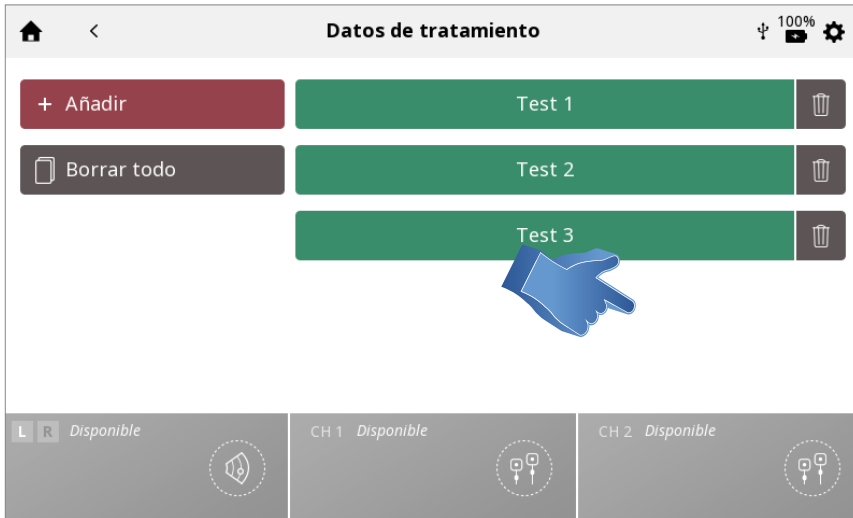 Datos de tratamiento
100%
+ Añadir
Test 1
Borrar todo
Test 2
Test 3
L R Disponible
CH 1 Disponible
CH 2 Disponible